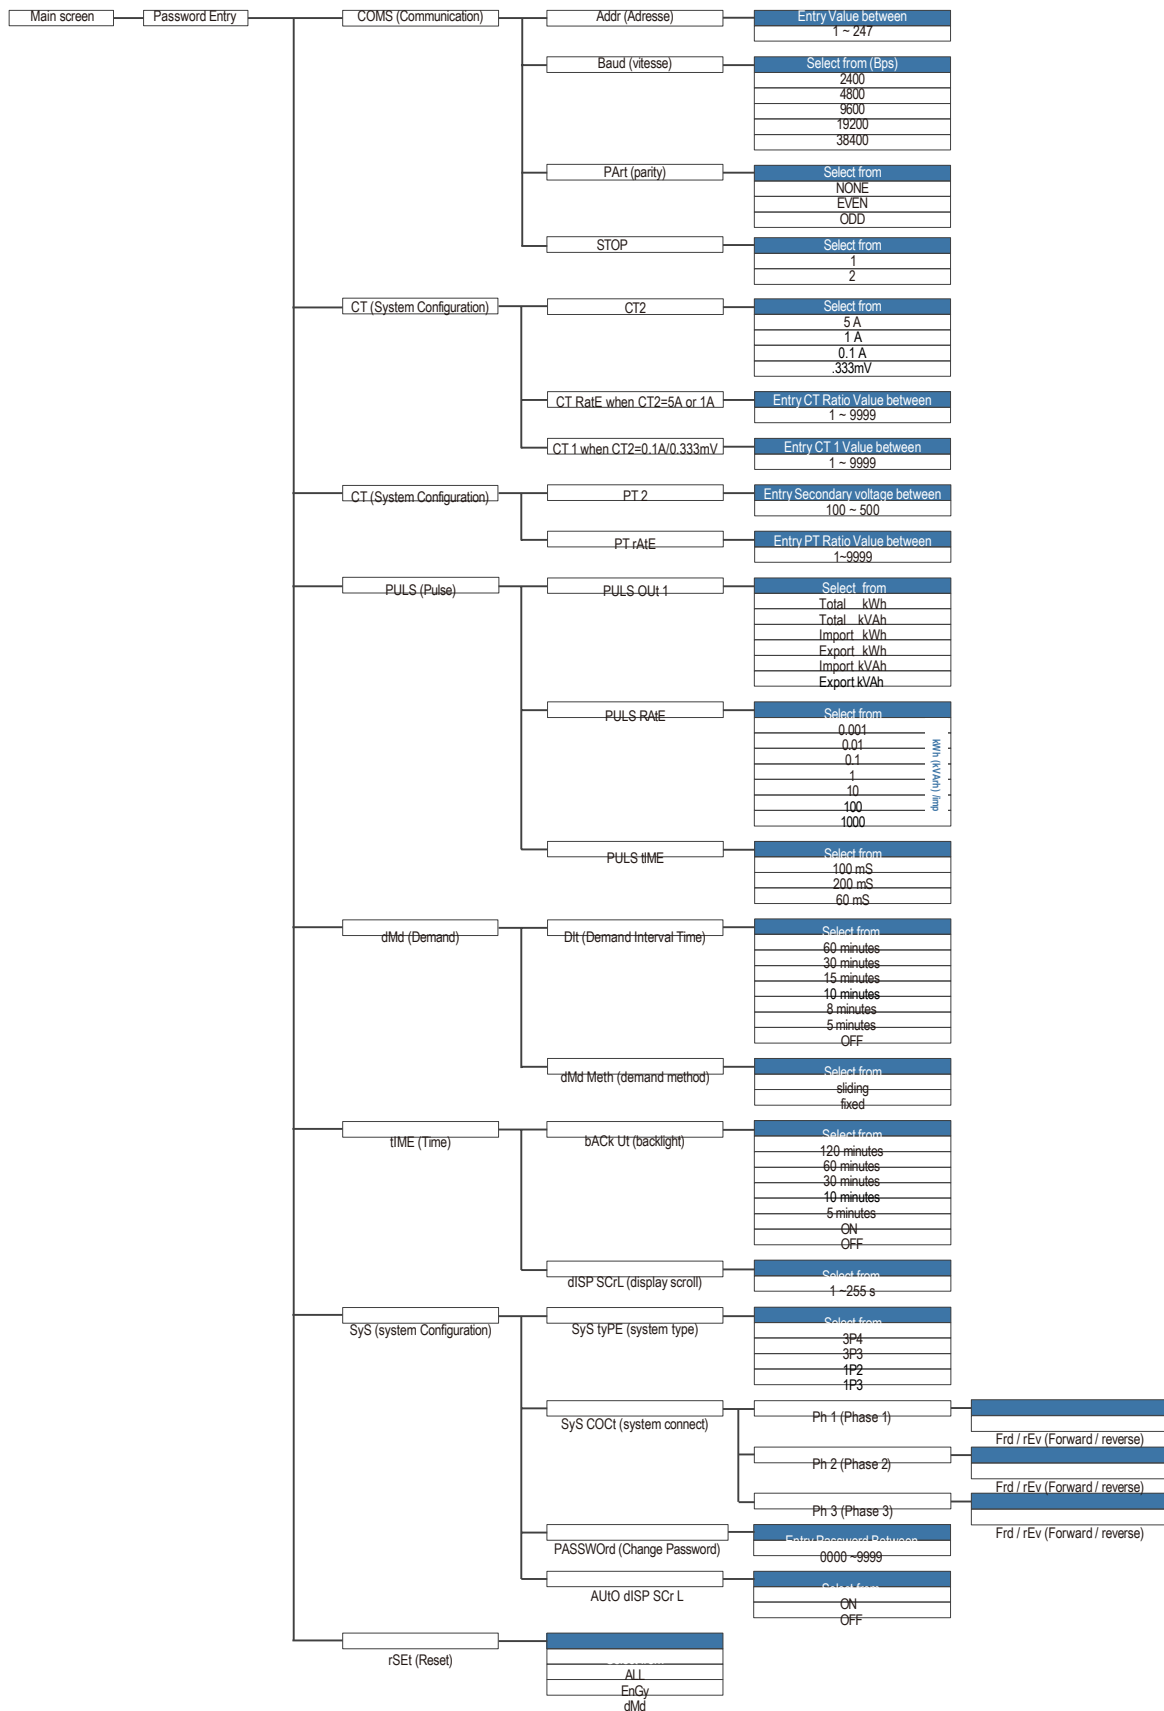 Main screen
Password Entry
COMS (Communication)
Addr (Adresse)
Entry Value between
1 ~ 247
Baud (vitesse)
Select from (Bps)
2400
4800
9600
19200
38400
PArt (parity)
Select from
NONE
EVEN
ODD
STOP
Select from
1
2
CT (System Configuration)
CT2
Select from
5 A
1 A
0.1 A
.333mV
CT RatE when CT2=5A or 1A
Entry CT Ratio Value between
1 ~ 9999
CT 1 when CT2=0.1A/0.333mV
Entry CT 1 Value between
1 ~ 9999
CT (System Configuration)
PT 2
Entry Secondary voltage between
100 ~ 500
PT rAtE
Entry PT Ratio Value between
1~9999
PULS (Pulse)
PULS OUt 1
Select from
Total kWh
Total kVAh
Import kWh
Export kWh
Import kVAh
Export kVAh
PULS RAtE
Select from
0.001
0.01
0.1
1
10
100
1000
kWh (kVArh) /imp
PULS tIME
Select from
100 mS
200 mS
60 mS
dMd (Demand)
DIt (Demand Interval Time)
Select from
60 minutes
30 minutes
15 minutes
10 minutes
8 minutes
5 minutes
OFF
dMd Meth (demand method)
Select from
sliding
fixed
tIME (Time)
bACk Ut (backlight)
Select from
120 minutes
60 minutes
30 minutes
10 minutes
5 minutes
ON
OFF
dISP SCrL (display scroll)
Select from
1 ~255 s
SyS (system Configuration)
SyS tyPE (system type)
Select from
3P4
3P3
1P2
1P3
SyS COCt (system connect)
Ph 1 (Phase 1)
Frd / rEv (Forward / reverse)
Ph 2 (Phase 2)
Frd / rEv (Forward / reverse)
Ph 3 (Phase 3)
Frd / rEv (Forward / reverse)
PASSWOrd (Change Password)
Entry Password Between
0000 ~9999
AUtO dISP SCr L
Select from
ON
OFF
rSEt (Reset)
ALL
EnGy
dMd